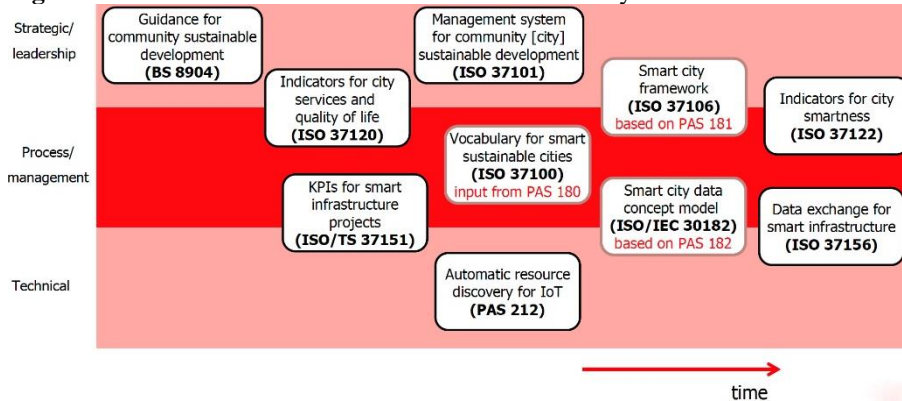 Strategic/
leadership
Guidance for
community sustainable
development
(BS 8904)
Management system
for community [city]
sustainable development
(ISO 37101)
Indicators for city
services and
quality of life
(ISO 37120)
Smart city
framework
(ISO 37106)
based on PAS 181
Indicators for city
smartness
(ISO 37122)
Process/
management
Vocabulary for smart
sustainable cities
(ISO 37100)
input from PAS 180
KPIs for smart
infrastructure
projects
(ISO/TS 37151)
Smart city data
concept model
(ISO/IEC 30182)
based on PAS 182
Data exchange for
smart infrastructure
(ISO 37156)
Technical
Automatic resource
discovery for IoT
(PAS 212)
time